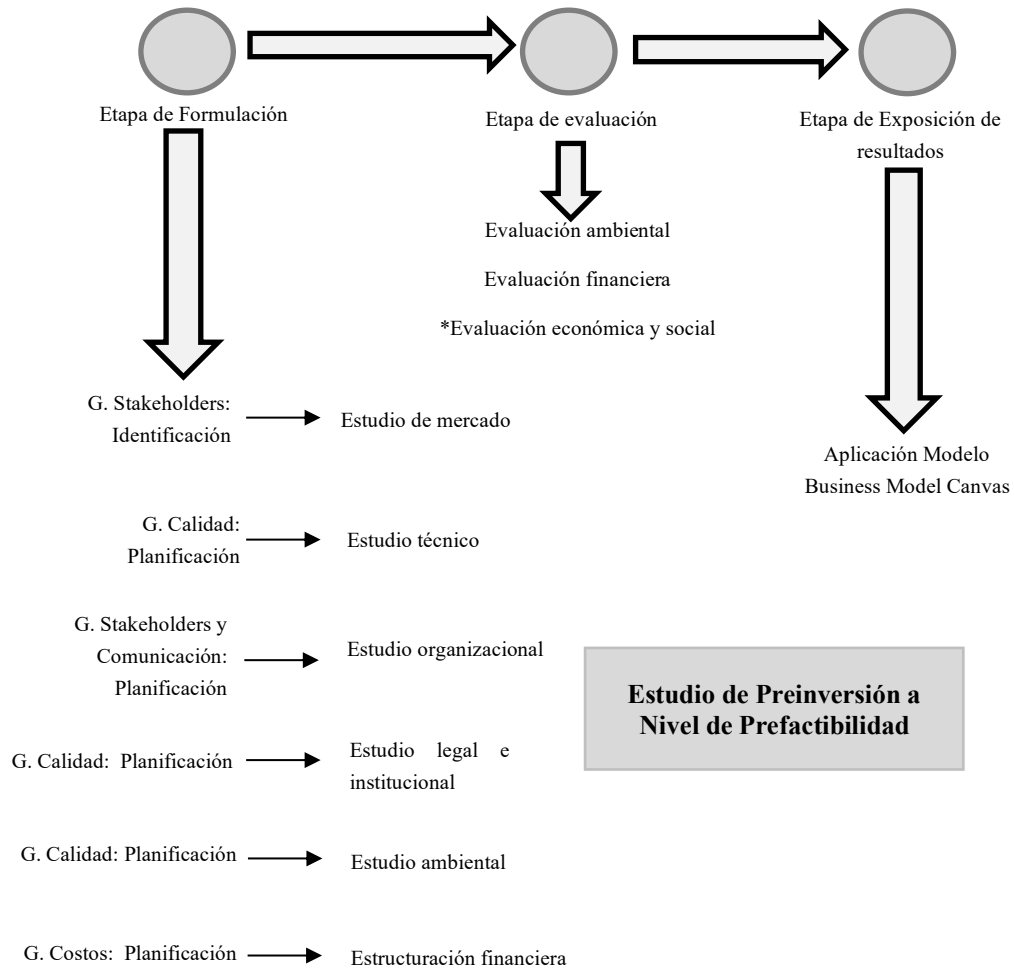 Etapa de Formulación
Etapa de evaluación
Etapa de Exposición de
resultados
Evaluación ambiental
Evaluación financiera
*Evaluación económica y social
G. Stakeholders:
Identificación
Estudio de mercado
Aplicación Modelo
Business Model Canvas
G. Calidad:
Planificación
Estudio técnico
G. Stakeholders y
Comunicación:
Planificación
Estudio organizacional
Estudio de Preinversión a
Nivel de Prefactibilidad
G. Calidad: Planificación
Estudio legal e
institucional
G. Calidad: Planificación
Estudio ambiental
G. Costos: Planificación
Estructuración financiera